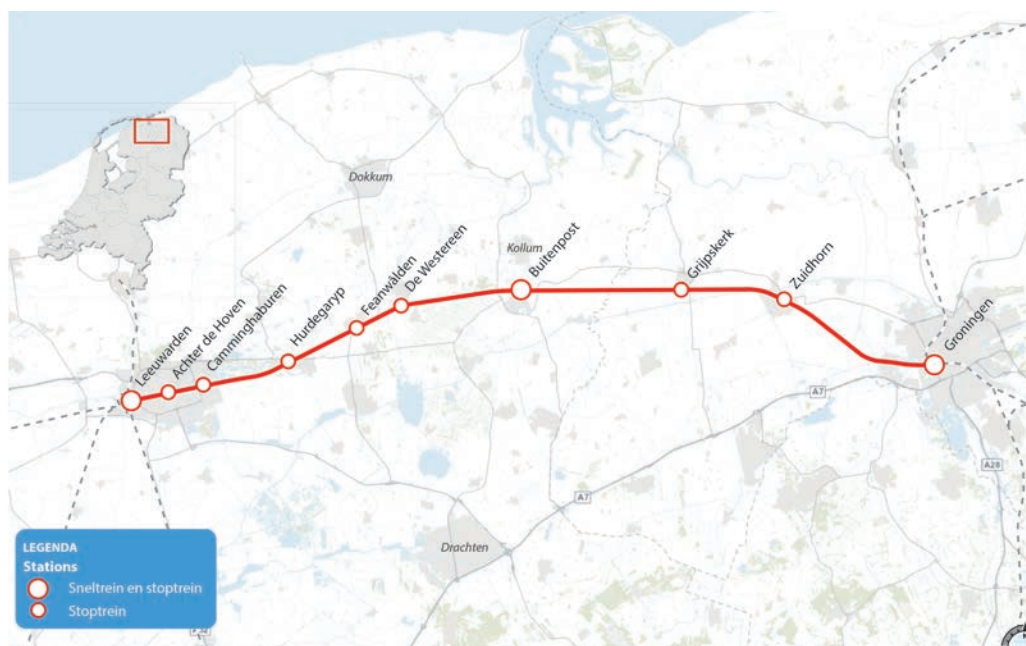 Dokkum
Kollum
Buitenpost
Grijpskerk
Zuidhorn
Groningen
De Westereen
Feanwâlden
Hurdegaryp
Camminghaburen
Achter de Hoven
Leeuwarden
A7
A7
A28
Drachten
LEGENDA
Stations
Sneltrein en stoptrein
Stoptrein